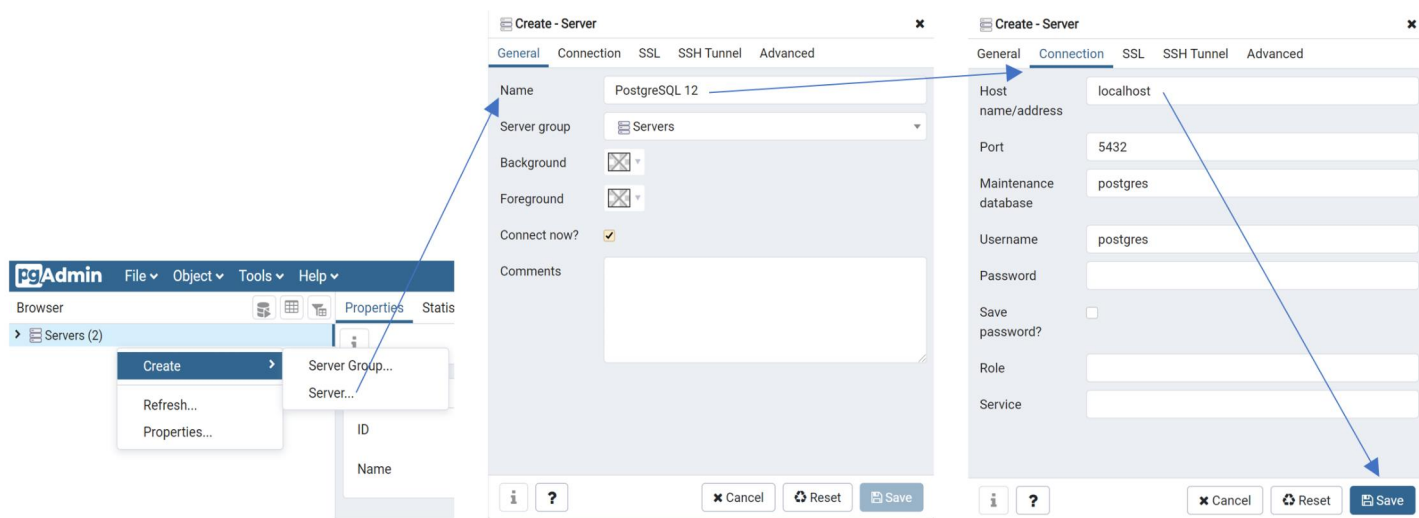 pgAdmin File Object Tools Help
Browser
Properties Statis
Servers (2)
i
Create
Server Group...
Server...
Refresh...
Properties...
ID
Name
Create - Server
General Connection SSL SSH Tunnel Advanced
Name PostgreSQL 12
Server group Servers
Background
Foreground
Connect now?
Comments
i ? Cancel Reset Save
Create - Server
General Connection SSL SSH Tunnel Advanced
Host
name/address
localhost
Port 5432
Maintenance
database
postgres
Username postgres
Password
Save
password?
Role
Service
i ? Cancel Reset Save